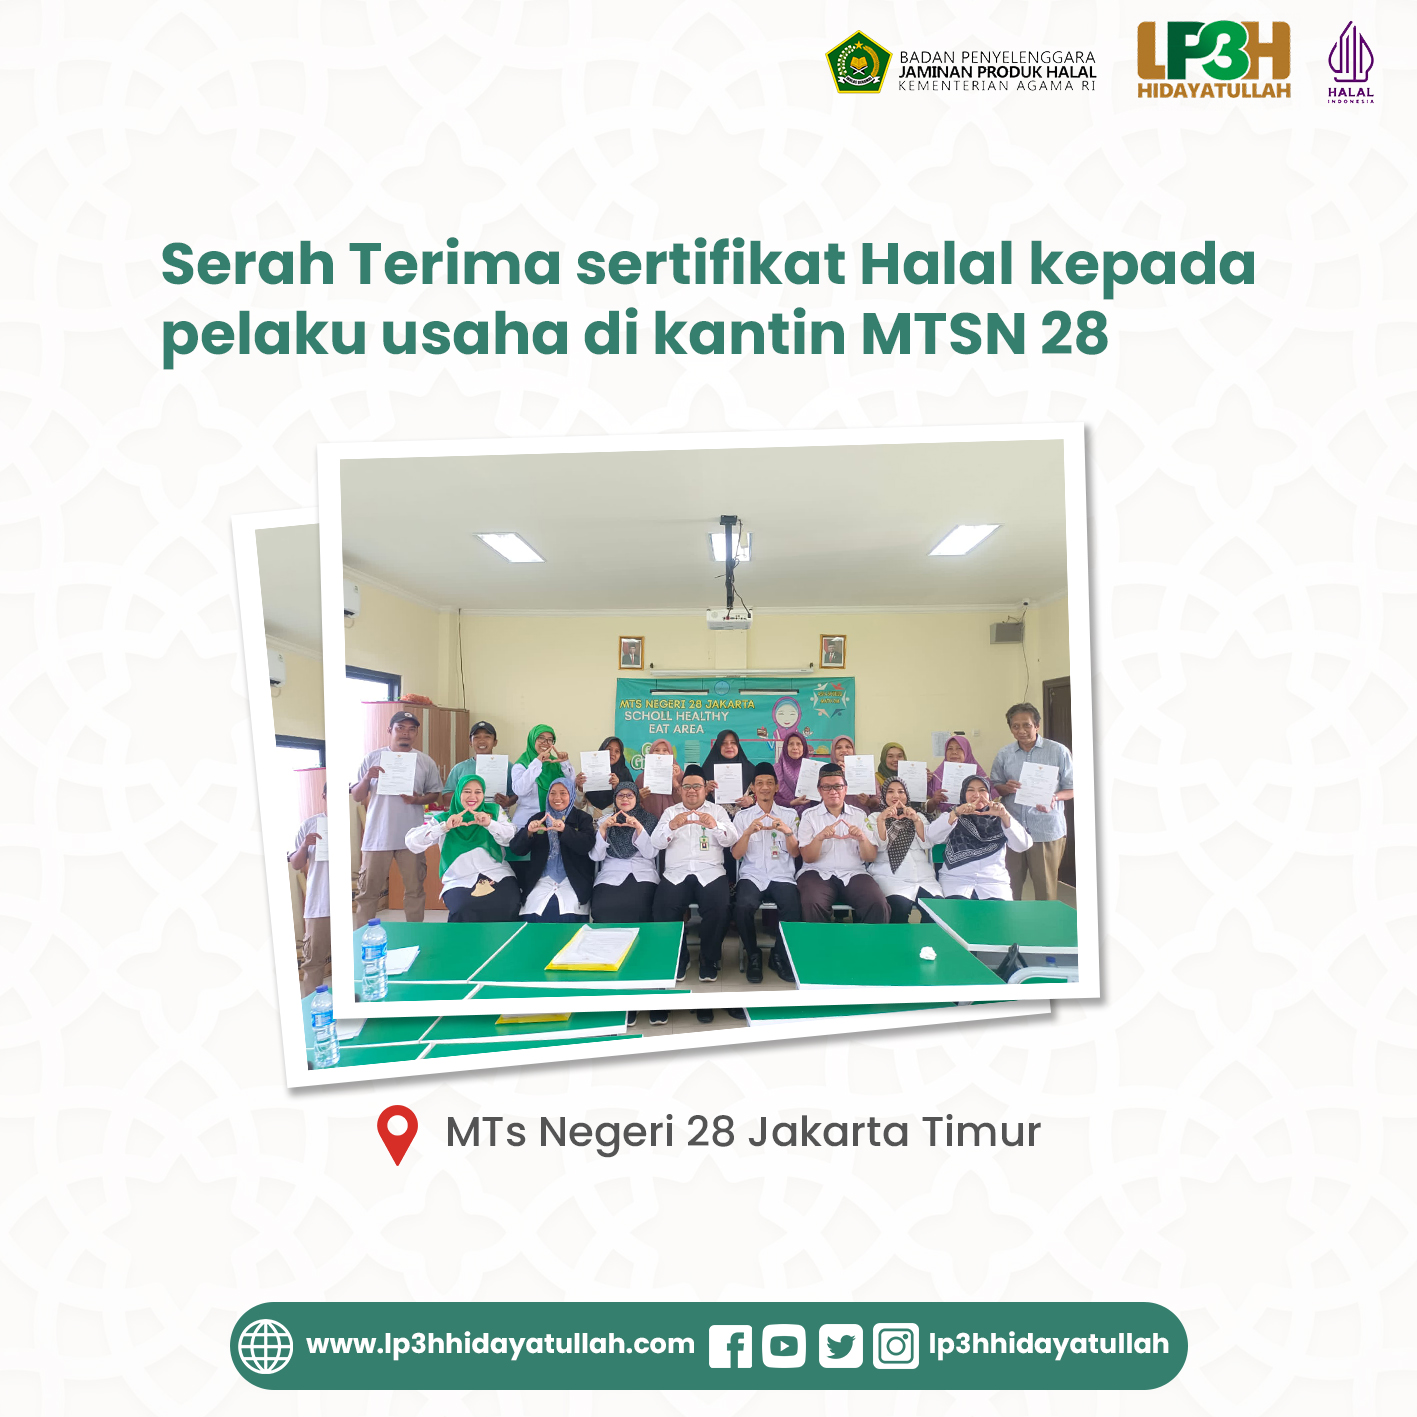 BADAN PENYELENGGARA
JAMINAN PRODUK HALAL
KEMENTERIAN AGAMA RI
LP3H
HIDAYATULLAH
HALAL
INDONESIA
Serah Terima sertifikat Halal kepada
pelaku usaha di kantin MTSN 28
MTS NEGERI 28 JAKARTA
SCHOLL HEALTHY
EAT AREA
MTs Negeri 28 Jakarta Timur
www.lp3hhidayatullah.com
lp3hhidayatullah